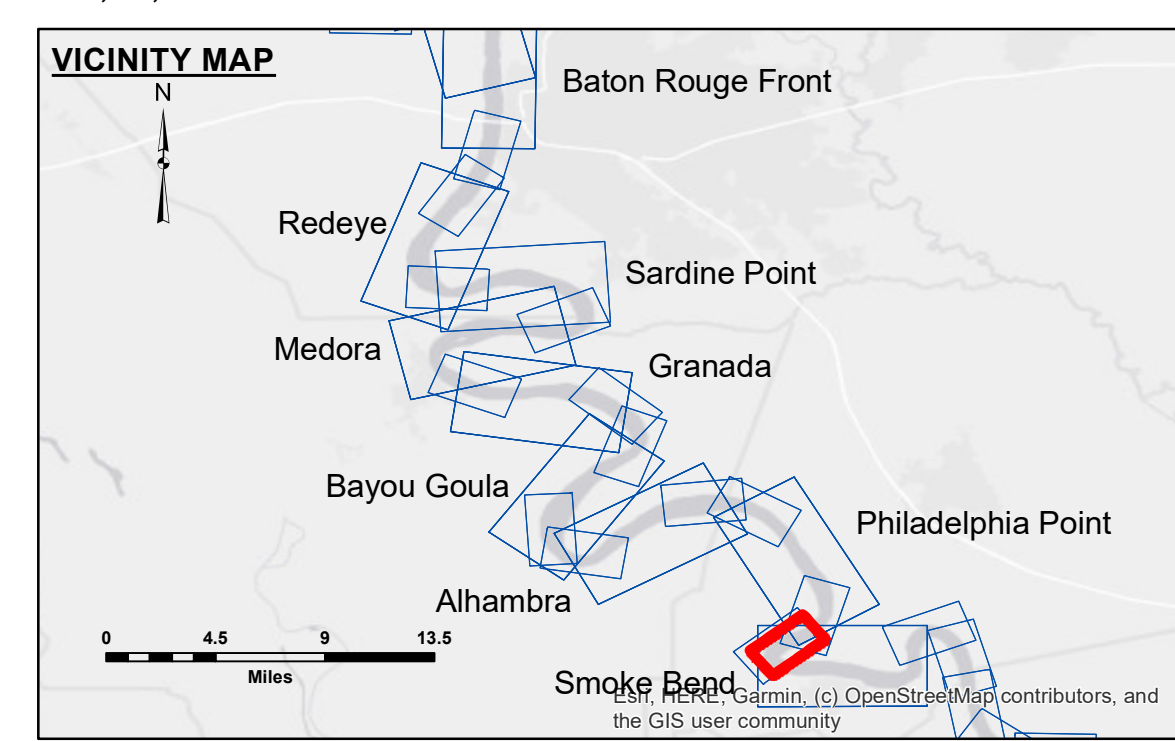 VICINITY MAP
N
Baton Rouge Front
Redeye
Sardine Point
Medora
Granada
Bayou Goula
Philadelphia Point
Alhambra
0 4.5 9 13.5
Miles
Smoke Bend
Esri, HERE, Garmin, (c) OpenStreetMap contributors, and
the GIS user community